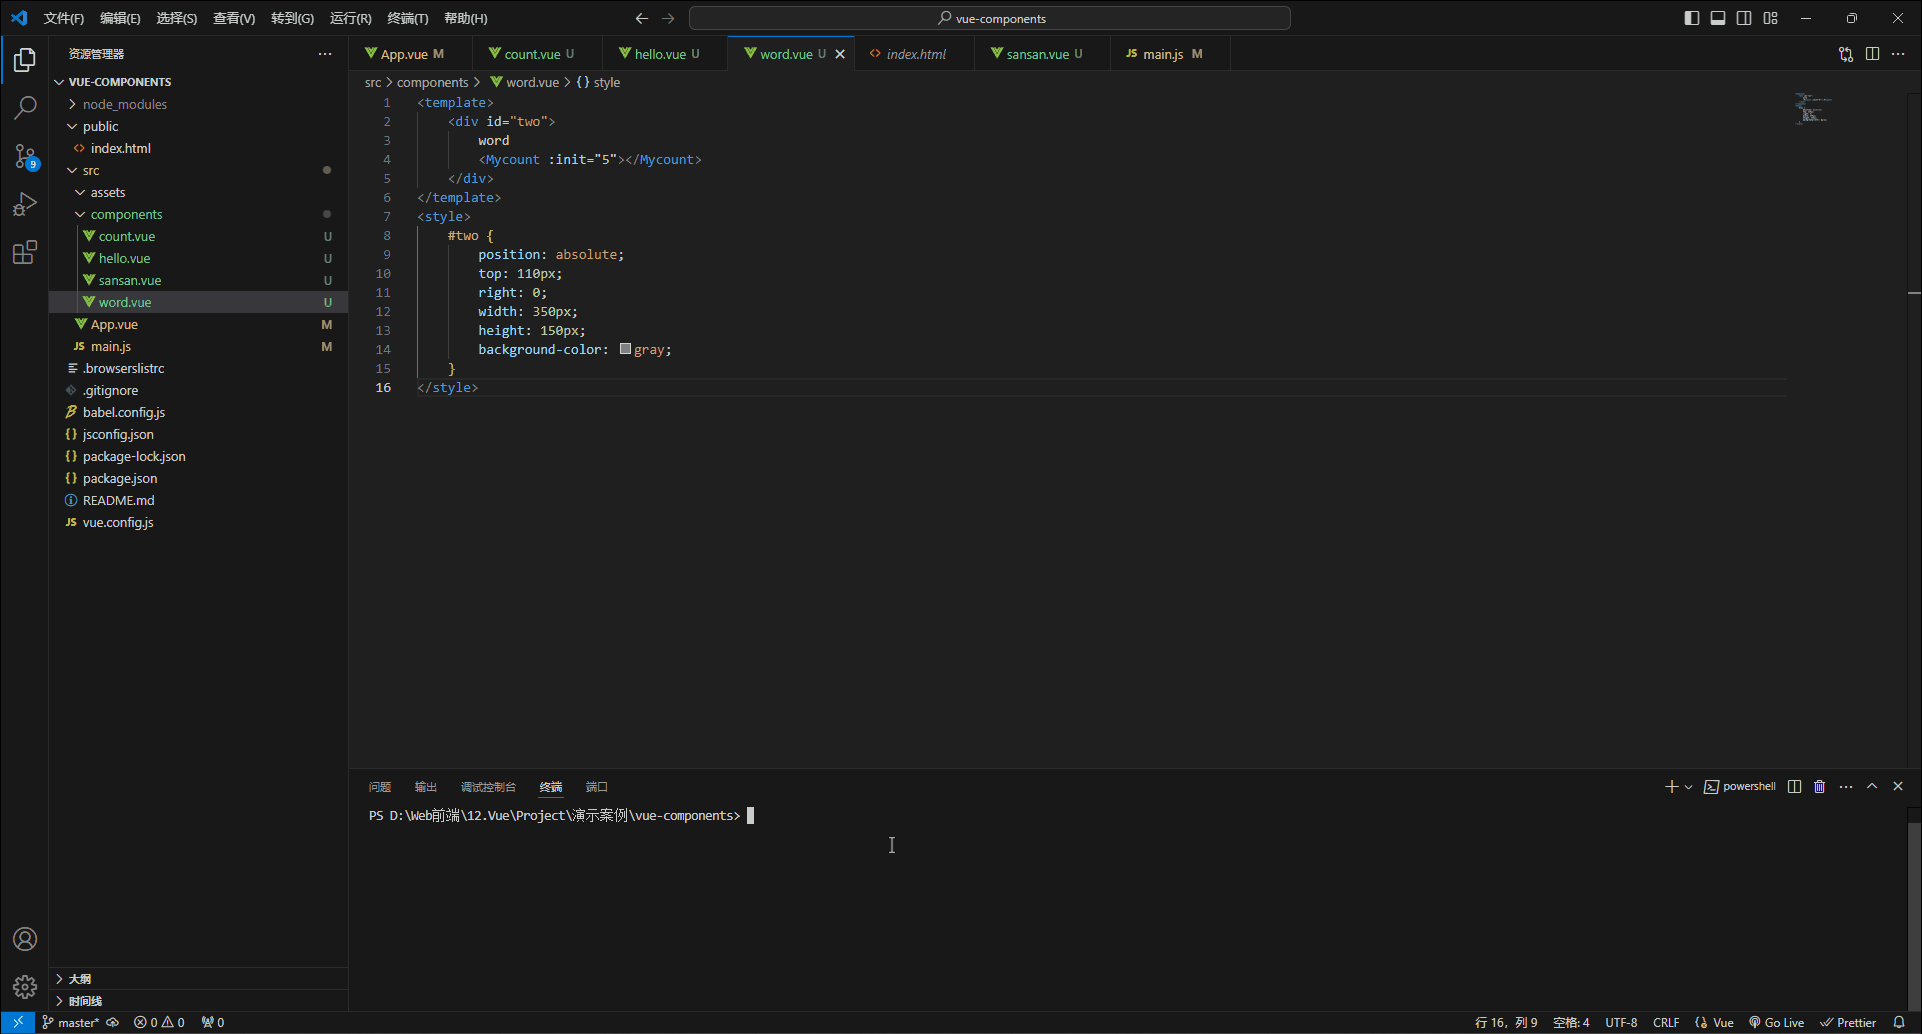 文件(F) 编辑(E) 选择(S) 查看(V) 转到(G) 运行(R) 终端(T) 帮助(H) vue-components
资源管理器
VUE-COMPONENTS
node_modules
public
index.html
src
assets
components
count.vue U
hello.vue U
sansan.vue U
word.vue U
App.vue M
JS main.js M
.browserslistrc
.gitignore
babel.config.js
{} jsconfig.json
{} package-lock.json
{} package.json
README.md
JS vue.config.js
大纲
时间线
9
App.vue M count.vue U hello.vue U word.vue U index.html sansan.vue U JS main.js M
src > components > word.vue > {} style
1 <template>
2 <div id="two">
3 word
4 <Mycount :init="5"></Mycount>
5 </div>
6 </template>
7 <style>
8 #two {
9 position: absolute;
10 top: 110px;
11 right: 0;
12 width: 350px;
13 height: 150px;
14 background-color: gray;
15 }
16 </style>
问题 输出 调试控制台 终端 端口 powershell
PS D:\Web前端\12.Vue\Project\演示案例\vue-components>
master* 0 0 0 行 16，列 9 空格: 4 UTF-8 CRLF {} Vue Go Live Prettier